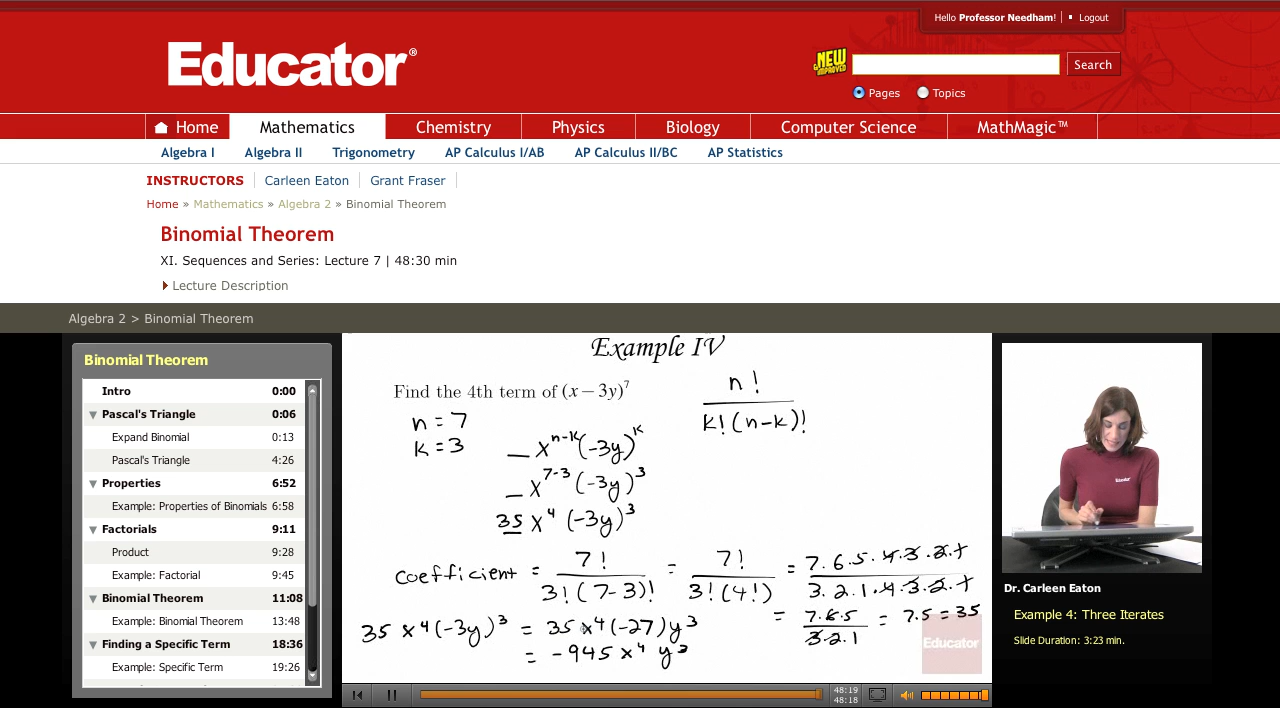 Hello Professor Needham! Logout
Educator®
NEW
& IMPROVED
Search
Pages Topics
Home Mathematics Chemistry Physics Biology Computer Science MathMagic™
Algebra I Algebra II Trigonometry AP Calculus I/AB AP Calculus II/BC AP Statistics
INSTRUCTORS Carleen Eaton Grant Fraser
Home » Mathematics » Algebra 2 » Binomial Theorem
Binomial Theorem
XI. Sequences and Series: Lecture 7 | 48:30 min
Lecture Description
Algebra 2 > Binomial Theorem
Binomial Theorem
Intro 0:00
Pascal's Triangle 0:06
Expand Binomial 0:13
Pascal's Triangle 4:26
Properties 6:52
Example: Properties of Binomials 6:58
Factorials 9:11
Product 9:28
Example: Factorial 9:45
Binomial Theorem 11:08
Example: Binomial Theorem 13:48
Finding a Specific Term 18:36
Example: Specific Term 19:26
Example IV
Find the 4th term of (x − 3y)⁷
n!
k!(n-k)!
n = 7
k = 3
_ xⁿ⁻ᵏ(-3y)ᵏ
_ x⁷⁻³(-3y)³
35 x⁴ (-3y)³
coefficient = 7! / 3!(7-3)! = 7! / 3!(4!) = 7·6·5·4·3·2·1 / 3·2·1·4·3·2·1
= 7·6·5 / 3·2·1 = 7·5 = 35
35 x⁴(-3y)³ = 35x⁴(-27)y³
= -945x⁴y³
Educator
48:19
48:18
Dr. Carleen Eaton
Example 4: Three Iterates
Slide Duration: 3:23 min.